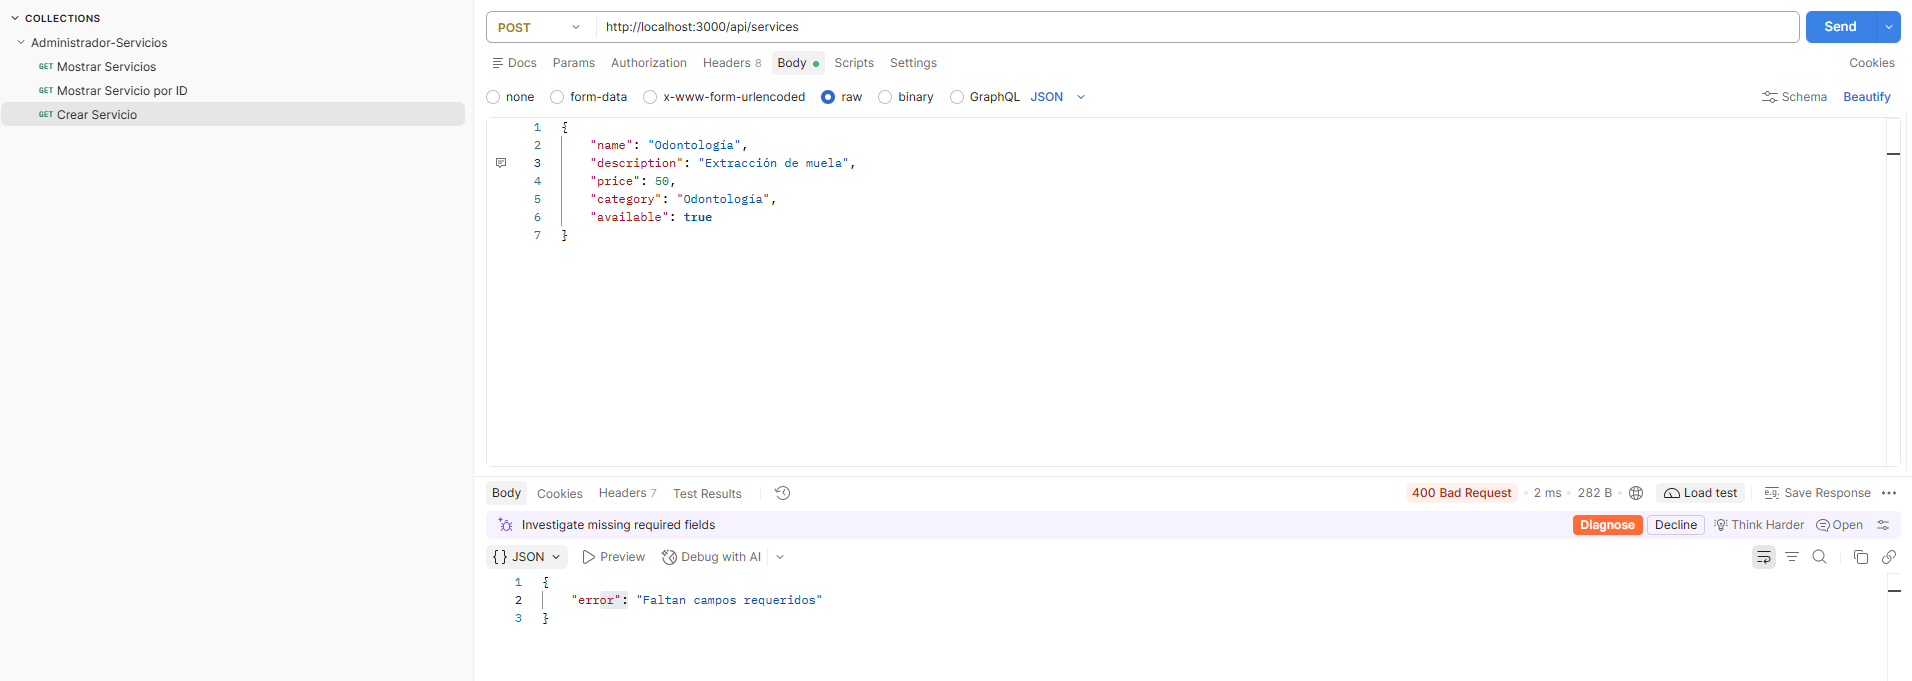 COLLECTIONS
Administrador-Servicios
GET Mostrar Servicios
GET Mostrar Servicio por ID
GET Crear Servicio
POST http://localhost:3000/api/services Send
Docs Params Authorization Headers 8 Body Scripts Settings Cookies
none form-data x-www-form-urlencoded raw binary GraphQL JSON Schema Beautify
1 {
2 "name": "Odontología",
3 "description": "Extracción de muela",
4 "price": 50,
5 "category": "Odontología",
6 "available": true
7 }
Body Cookies Headers 7 Test Results 400 Bad Request • 2 ms • 282 B Load test e.g. Save Response
Investigate missing required fields Diagnose Decline Think Harder Open
{} JSON Preview Debug with AI
1 {
2 "error": "Faltan campos requeridos"
3 }